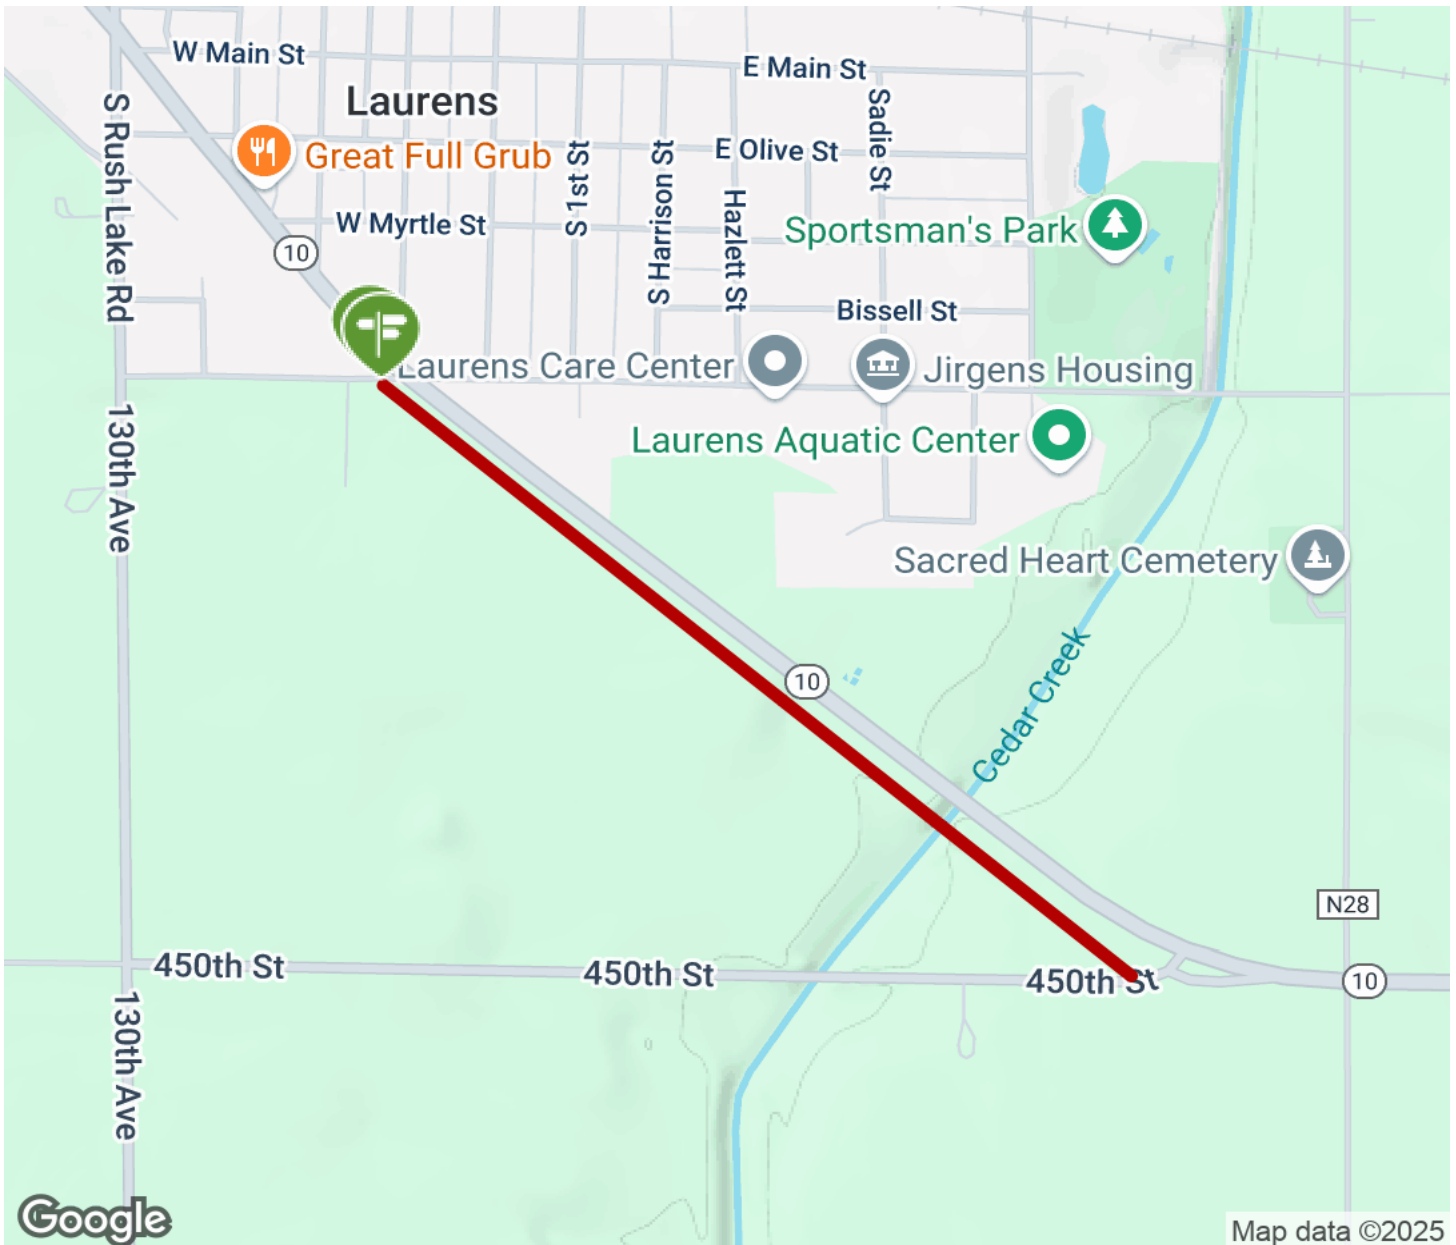 W Main St
E Main St
Laurens
S Rush Lake Rd
Great Full Grub
S 1st St
S Harrison St
E Olive St
Sadie St
Hazlett St
W Myrtle St
Sportsman's Park
10
Bissell St
Laurens Care Center
Jirgens Housing
130th Ave
Laurens Aquatic Center
Sacred Heart Cemetery
Cedar Creek
10
N28
450th St
450th St
450th St
10
130th Ave
Google
Map data ©2025